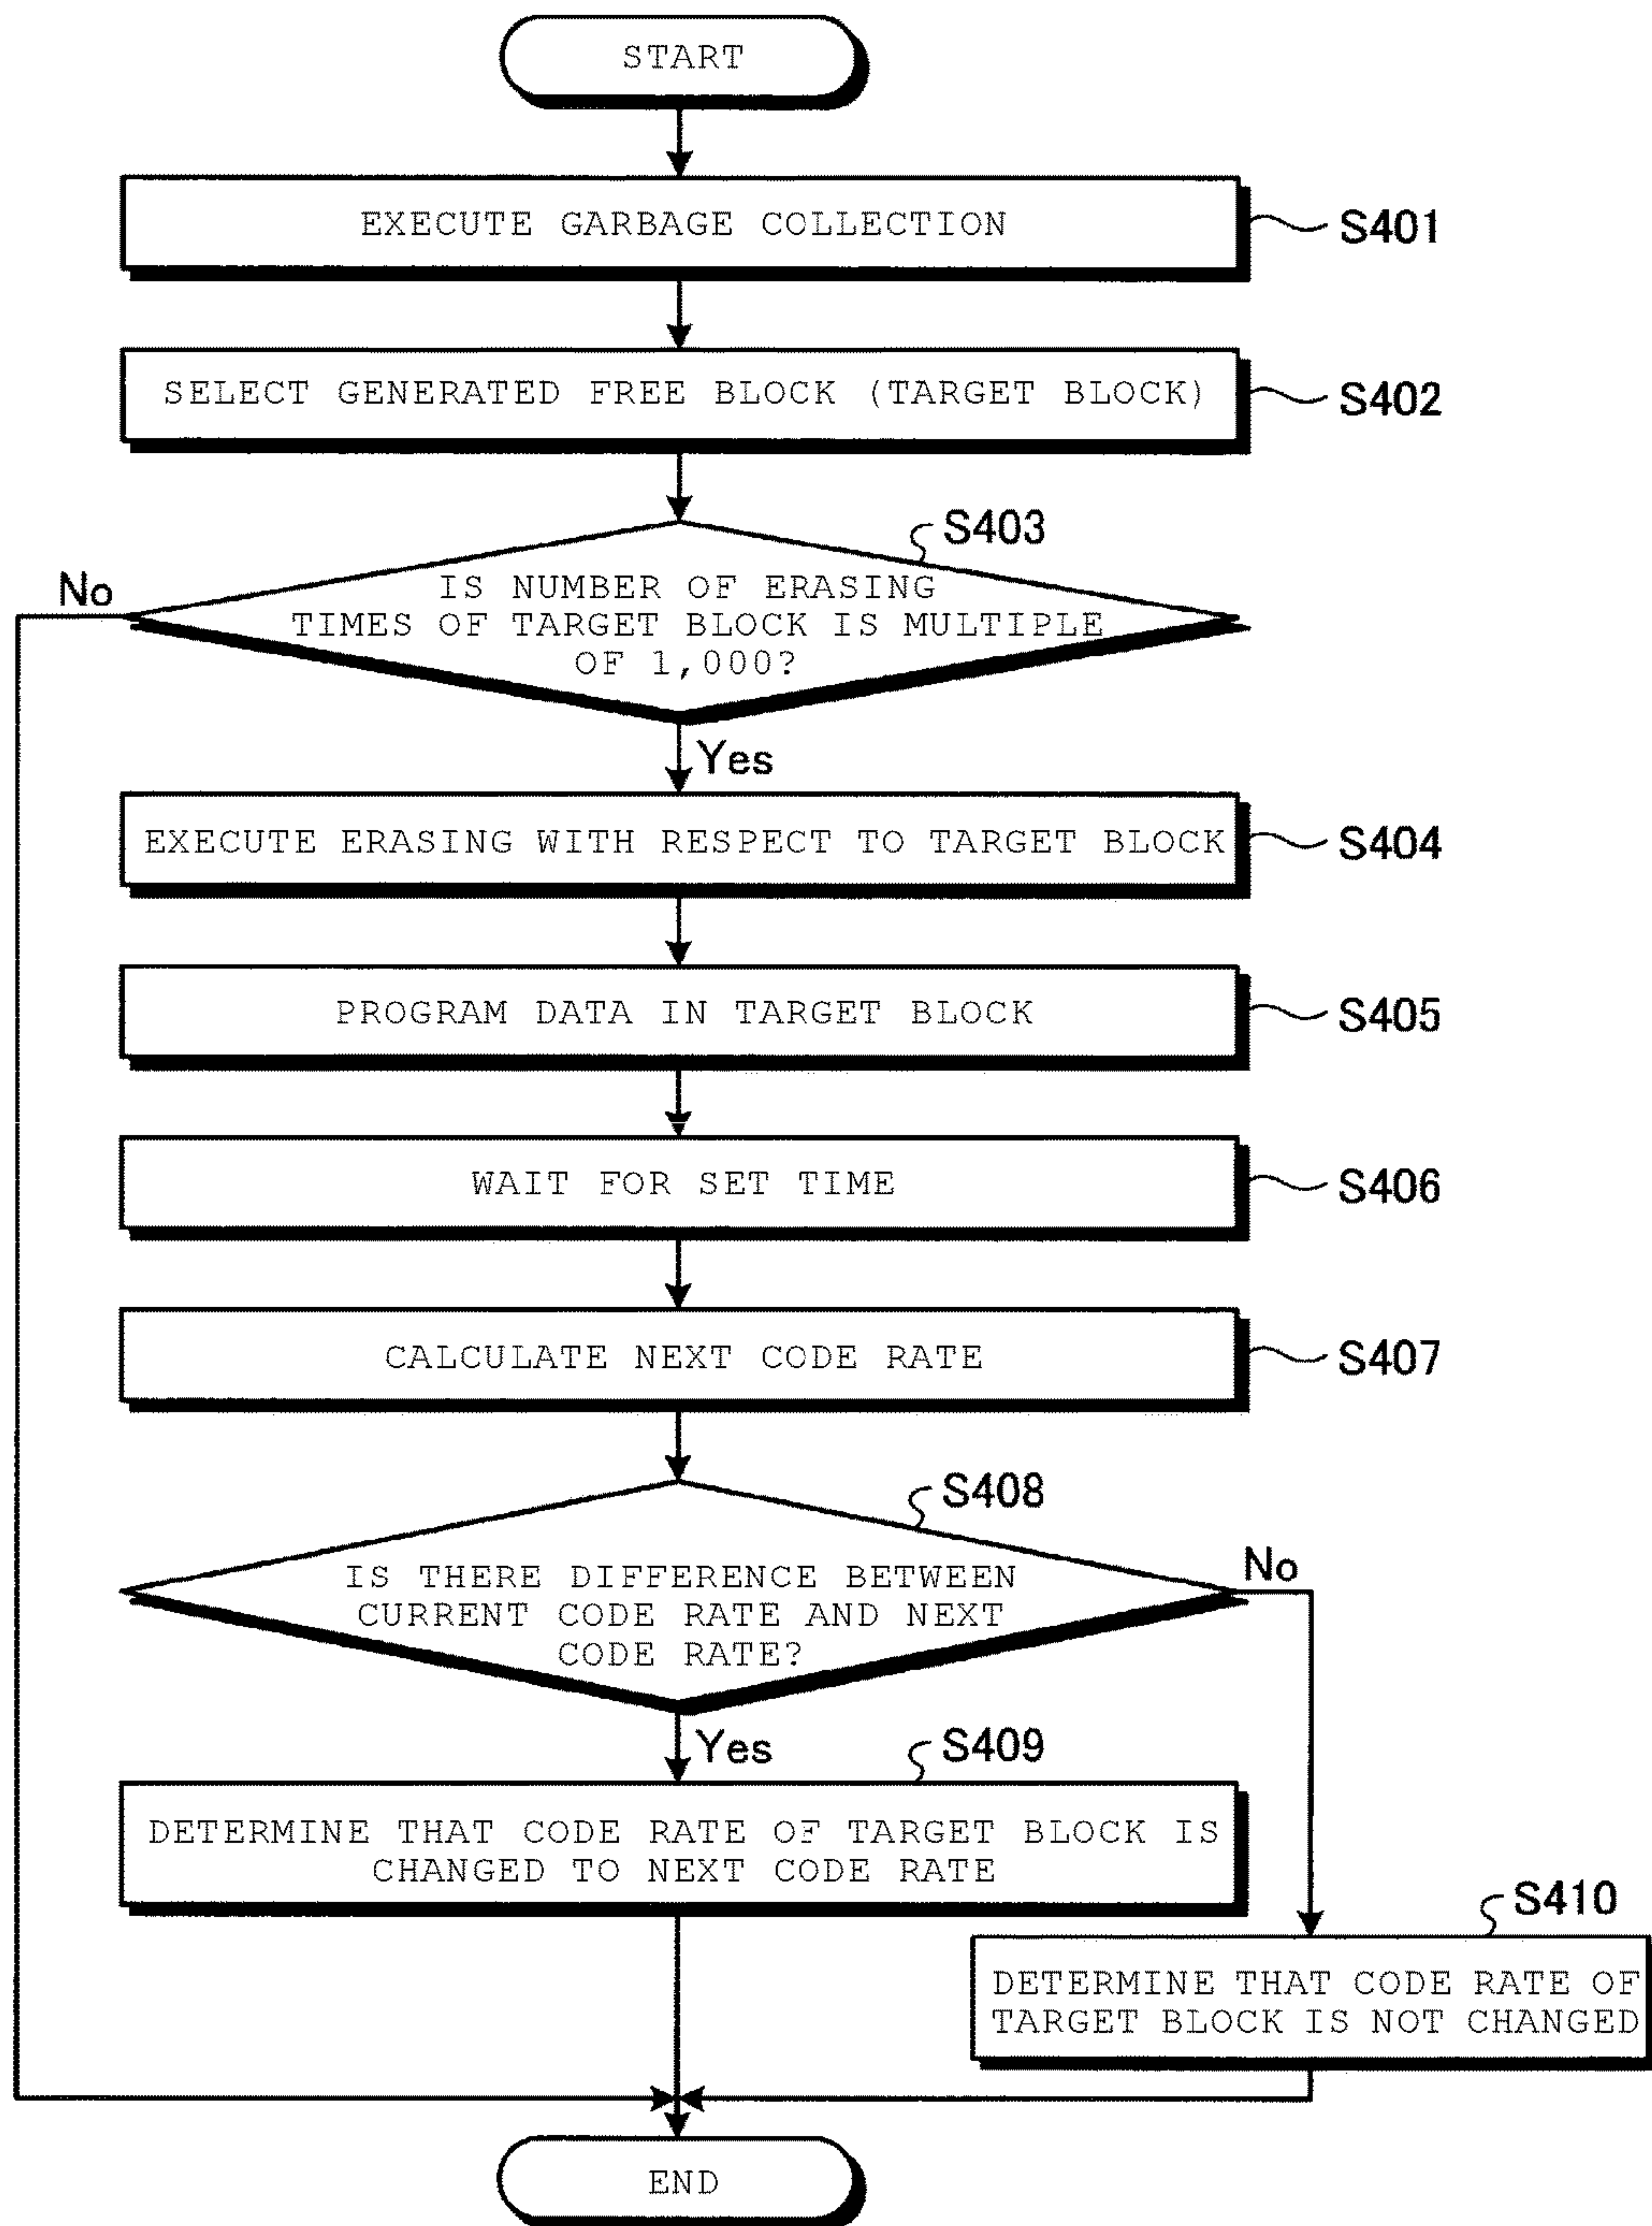 START
EXECUTE GARBAGE COLLECTION
S401
SELECT GENERATED FREE BLOCK (TARGET BLOCK)
S402
S403
No
IS NUMBER OF ERASING
TIMES OF TARGET BLOCK IS MULTIPLE
OF 1,000?
Yes
EXECUTE ERASING WITH RESPECT TO TARGET BLOCK
S404
PROGRAM DATA IN TARGET BLOCK
S405
WAIT FOR SET TIME
S406
CALCULATE NEXT CODE RATE
S407
S408
No
IS THERE DIFFERENCE BETWEEN
CURRENT CODE RATE AND NEXT
CODE RATE?
Yes
S409
DETERMINE THAT CODE RATE OF TARGET BLOCK IS
CHANGED TO NEXT CODE RATE
S410
DETERMINE THAT CODE RATE OF
TARGET BLOCK IS NOT CHANGED
END